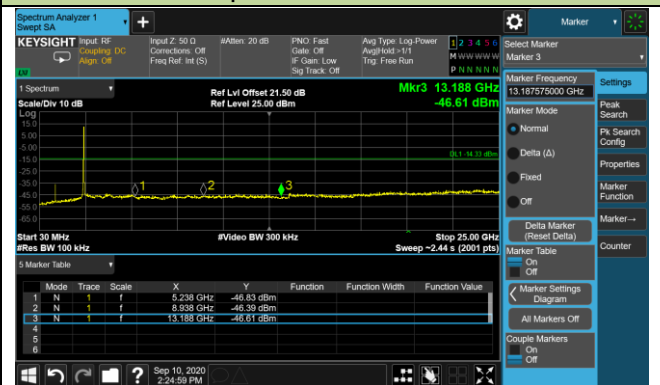 Spectrum Analyzer 1
Swept SA
+
Marker
KEYSIGHT
Input: RF
Coupling: DC
Align: Off
Input Z: 50 Ω
Corrections: Off
Freq Ref: Int (S)
#Atten: 20 dB
PNO: Fast
Gate: Off
IF Gain: Low
Sig Track: Off
Avg Type: Log-Power
Avg|Hold:>1/1
Trig: Free Run
1 2 3 4 5 6
M W W W W W
P N N N N N
LXI
Select Marker
Marker 3
1 Spectrum
Scale/Div 10 dB
Ref Lvl Offset 21.50 dB
Ref Level 25.00 dBm
Mkr3 13.188 GHz
-46.61 dBm
Log
15.0
5.00
-5.00
-15.0
-25.0
-35.0
-45.0
-55.0
-65.0
DL1 -14.33 dBm
1
2
3
Start 30 MHz
#Res BW 100 kHz
#Video BW 300 kHz
Stop 25.00 GHz
Sweep ~2.44 s (2001 pts)
5 Marker Table
Mode Trace Scale X Y Function Function Width Function Value
1 N 1 f 5.238 GHz -46.83 dBm
2 N 1 f 8.938 GHz -46.39 dBm
3 N 1 f 13.188 GHz -46.61 dBm
4
5
6
Marker Frequency
13.187575000 GHz
Marker Mode
Normal
Delta (Δ)
Fixed
Off
Delta Marker
(Reset Delta)
Marker Table
On
Off
Marker Settings
Diagram
All Markers Off
Couple Markers
On
Off
Settings
Peak
Search
Pk Search
Config
Properties
Marker
Function
Marker→
Counter
?
Sep 10, 2020
2:24:59 PM